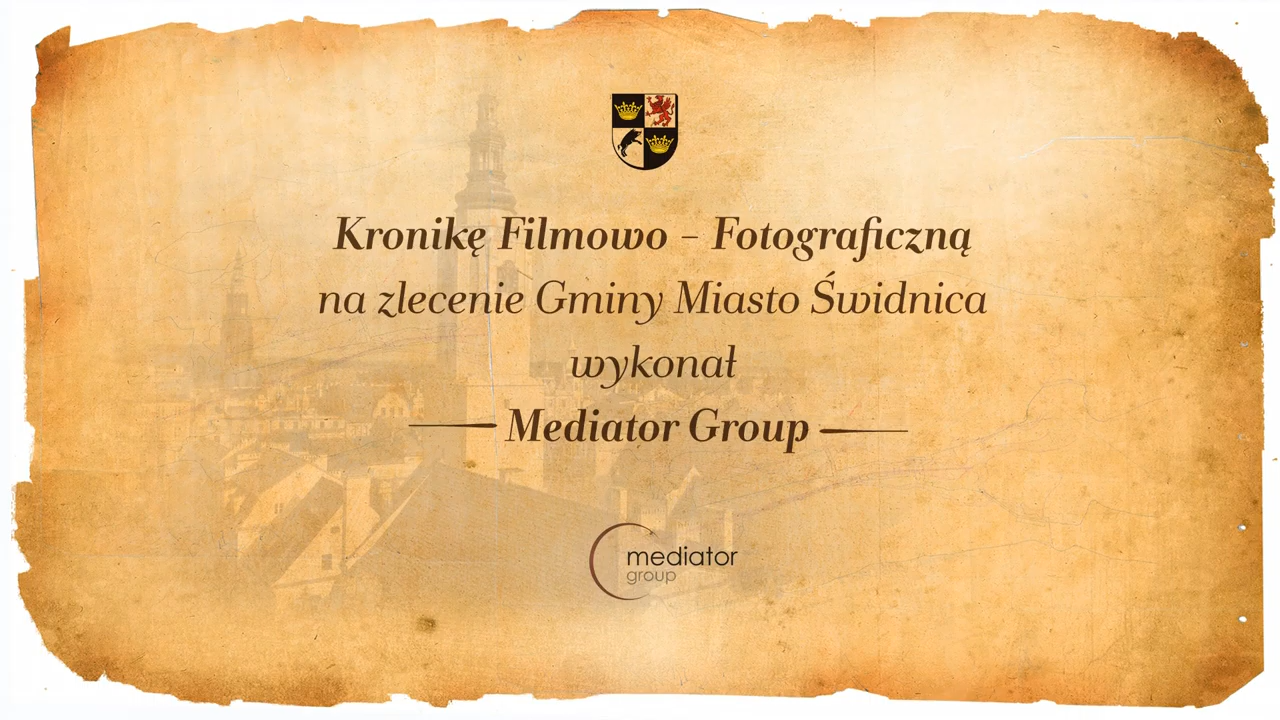 Kronikę Filmowo – Fotograficzną
na zlecenie Gminy Miasto Świdnica
wykonał
Mediator Group
mediator
group